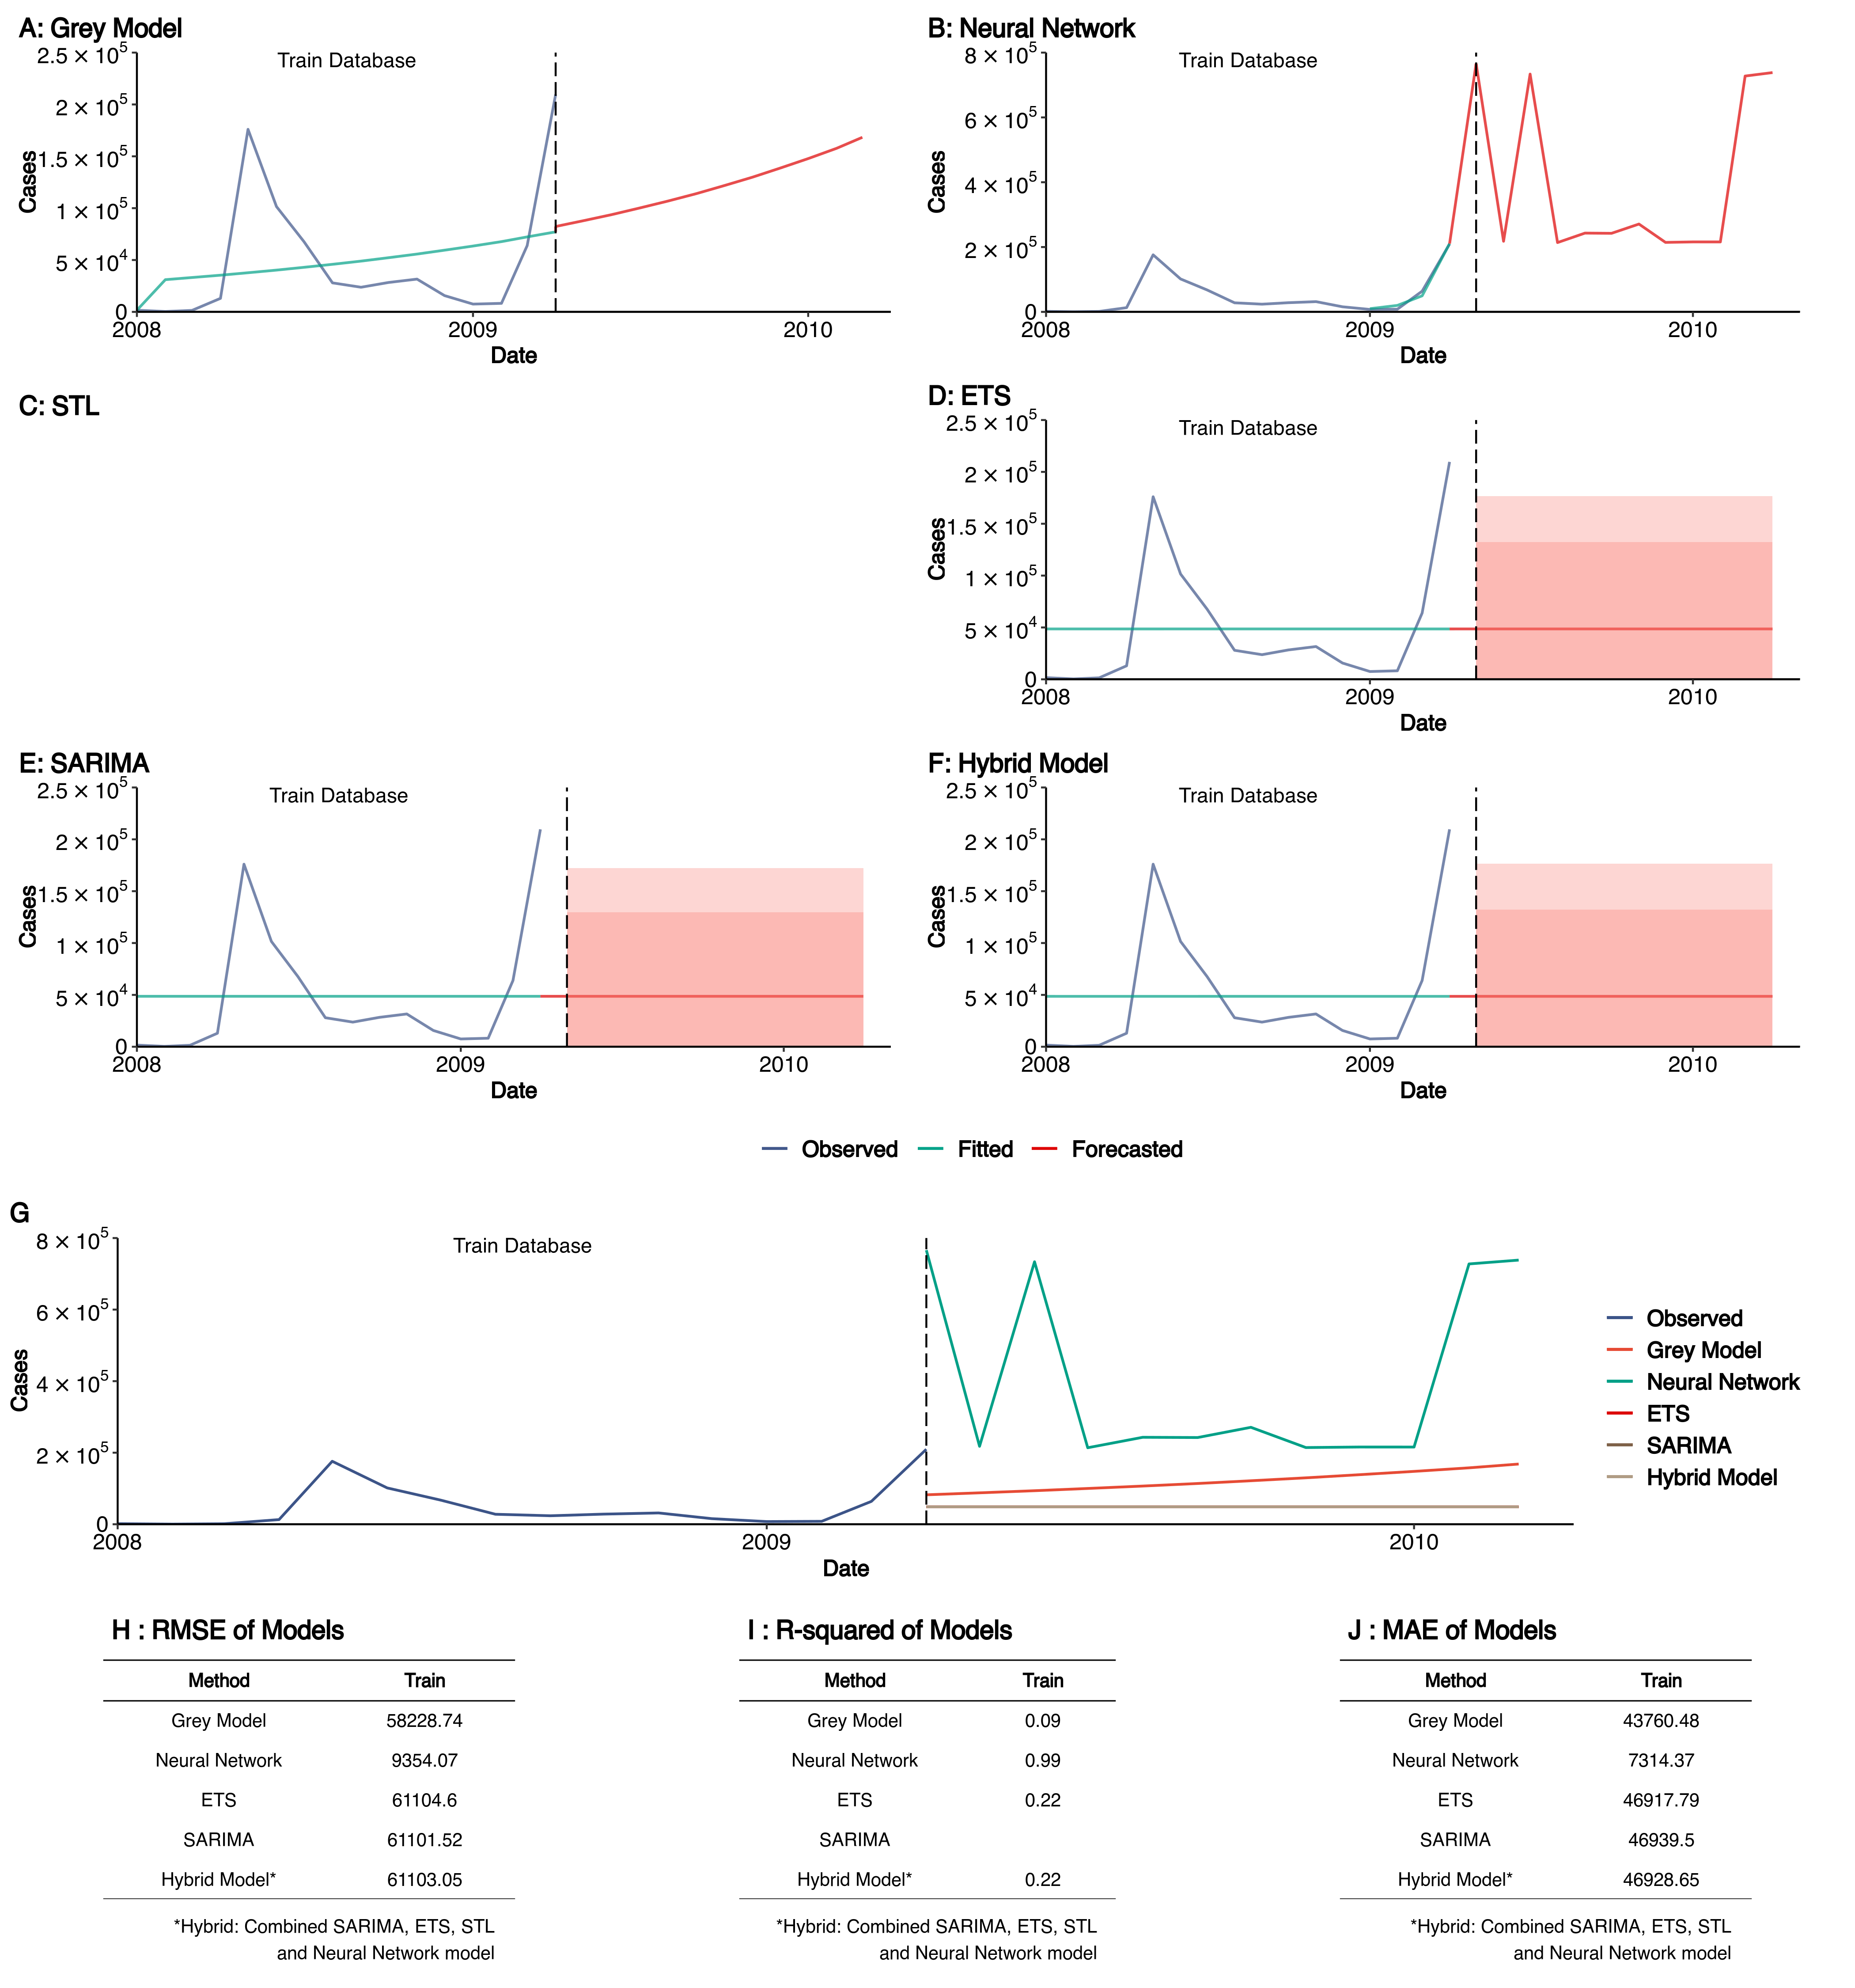 A: Grey Model
Train Database
2.5 × 10^5
2 × 10^5
1.5 × 10^5
1 × 10^5
5 × 10^4
0
Cases
2008 2009 2010
Date
B: Neural Network
Train Database
8 × 10^5
6 × 10^5
4 × 10^5
2 × 10^5
0
Cases
2008 2009 2010
Date
C: STL
D: ETS
Train Database
2.5 × 10^5
2 × 10^5
1.5 × 10^5
1 × 10^5
5 × 10^4
0
Cases
2008 2009 2010
Date
E: SARIMA
Train Database
2.5 × 10^5
2 × 10^5
1.5 × 10^5
1 × 10^5
5 × 10^4
0
Cases
2008 2009 2010
Date
F: Hybrid Model
Train Database
2.5 × 10^5
2 × 10^5
1.5 × 10^5
1 × 10^5
5 × 10^4
0
Cases
2008 2009 2010
Date
Observed Fitted Forecasted
G
Train Database
8 × 10^5
6 × 10^5
4 × 10^5
2 × 10^5
0
Cases
2008 2009 2010
Date
Observed
Grey Model
Neural Network
ETS
SARIMA
Hybrid Model
H : RMSE of Models
Method Train
Grey Model 58228.74
Neural Network 9354.07
ETS 61104.6
SARIMA 61101.52
Hybrid Model* 61103.05
*Hybrid: Combined SARIMA, ETS, STL
and Neural Network model
I : R-squared of Models
Method Train
Grey Model 0.09
Neural Network 0.99
ETS 0.22
SARIMA
Hybrid Model* 0.22
*Hybrid: Combined SARIMA, ETS, STL
and Neural Network model
J : MAE of Models
Method Train
Grey Model 43760.48
Neural Network 7314.37
ETS 46917.79
SARIMA 46939.5
Hybrid Model* 46928.65
*Hybrid: Combined SARIMA, ETS, STL
and Neural Network model